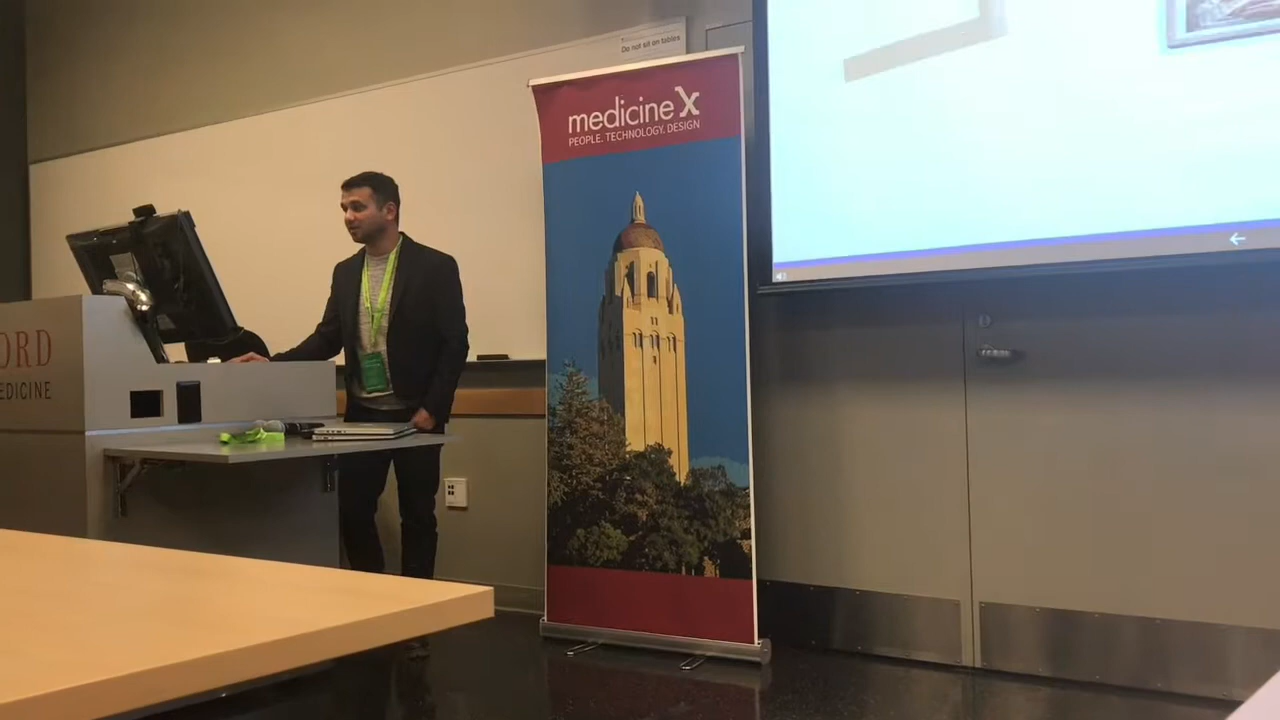 Do not sit on tables
medicine X
PEOPLE. TECHNOLOGY. DESIGN
ORD
EDICINE